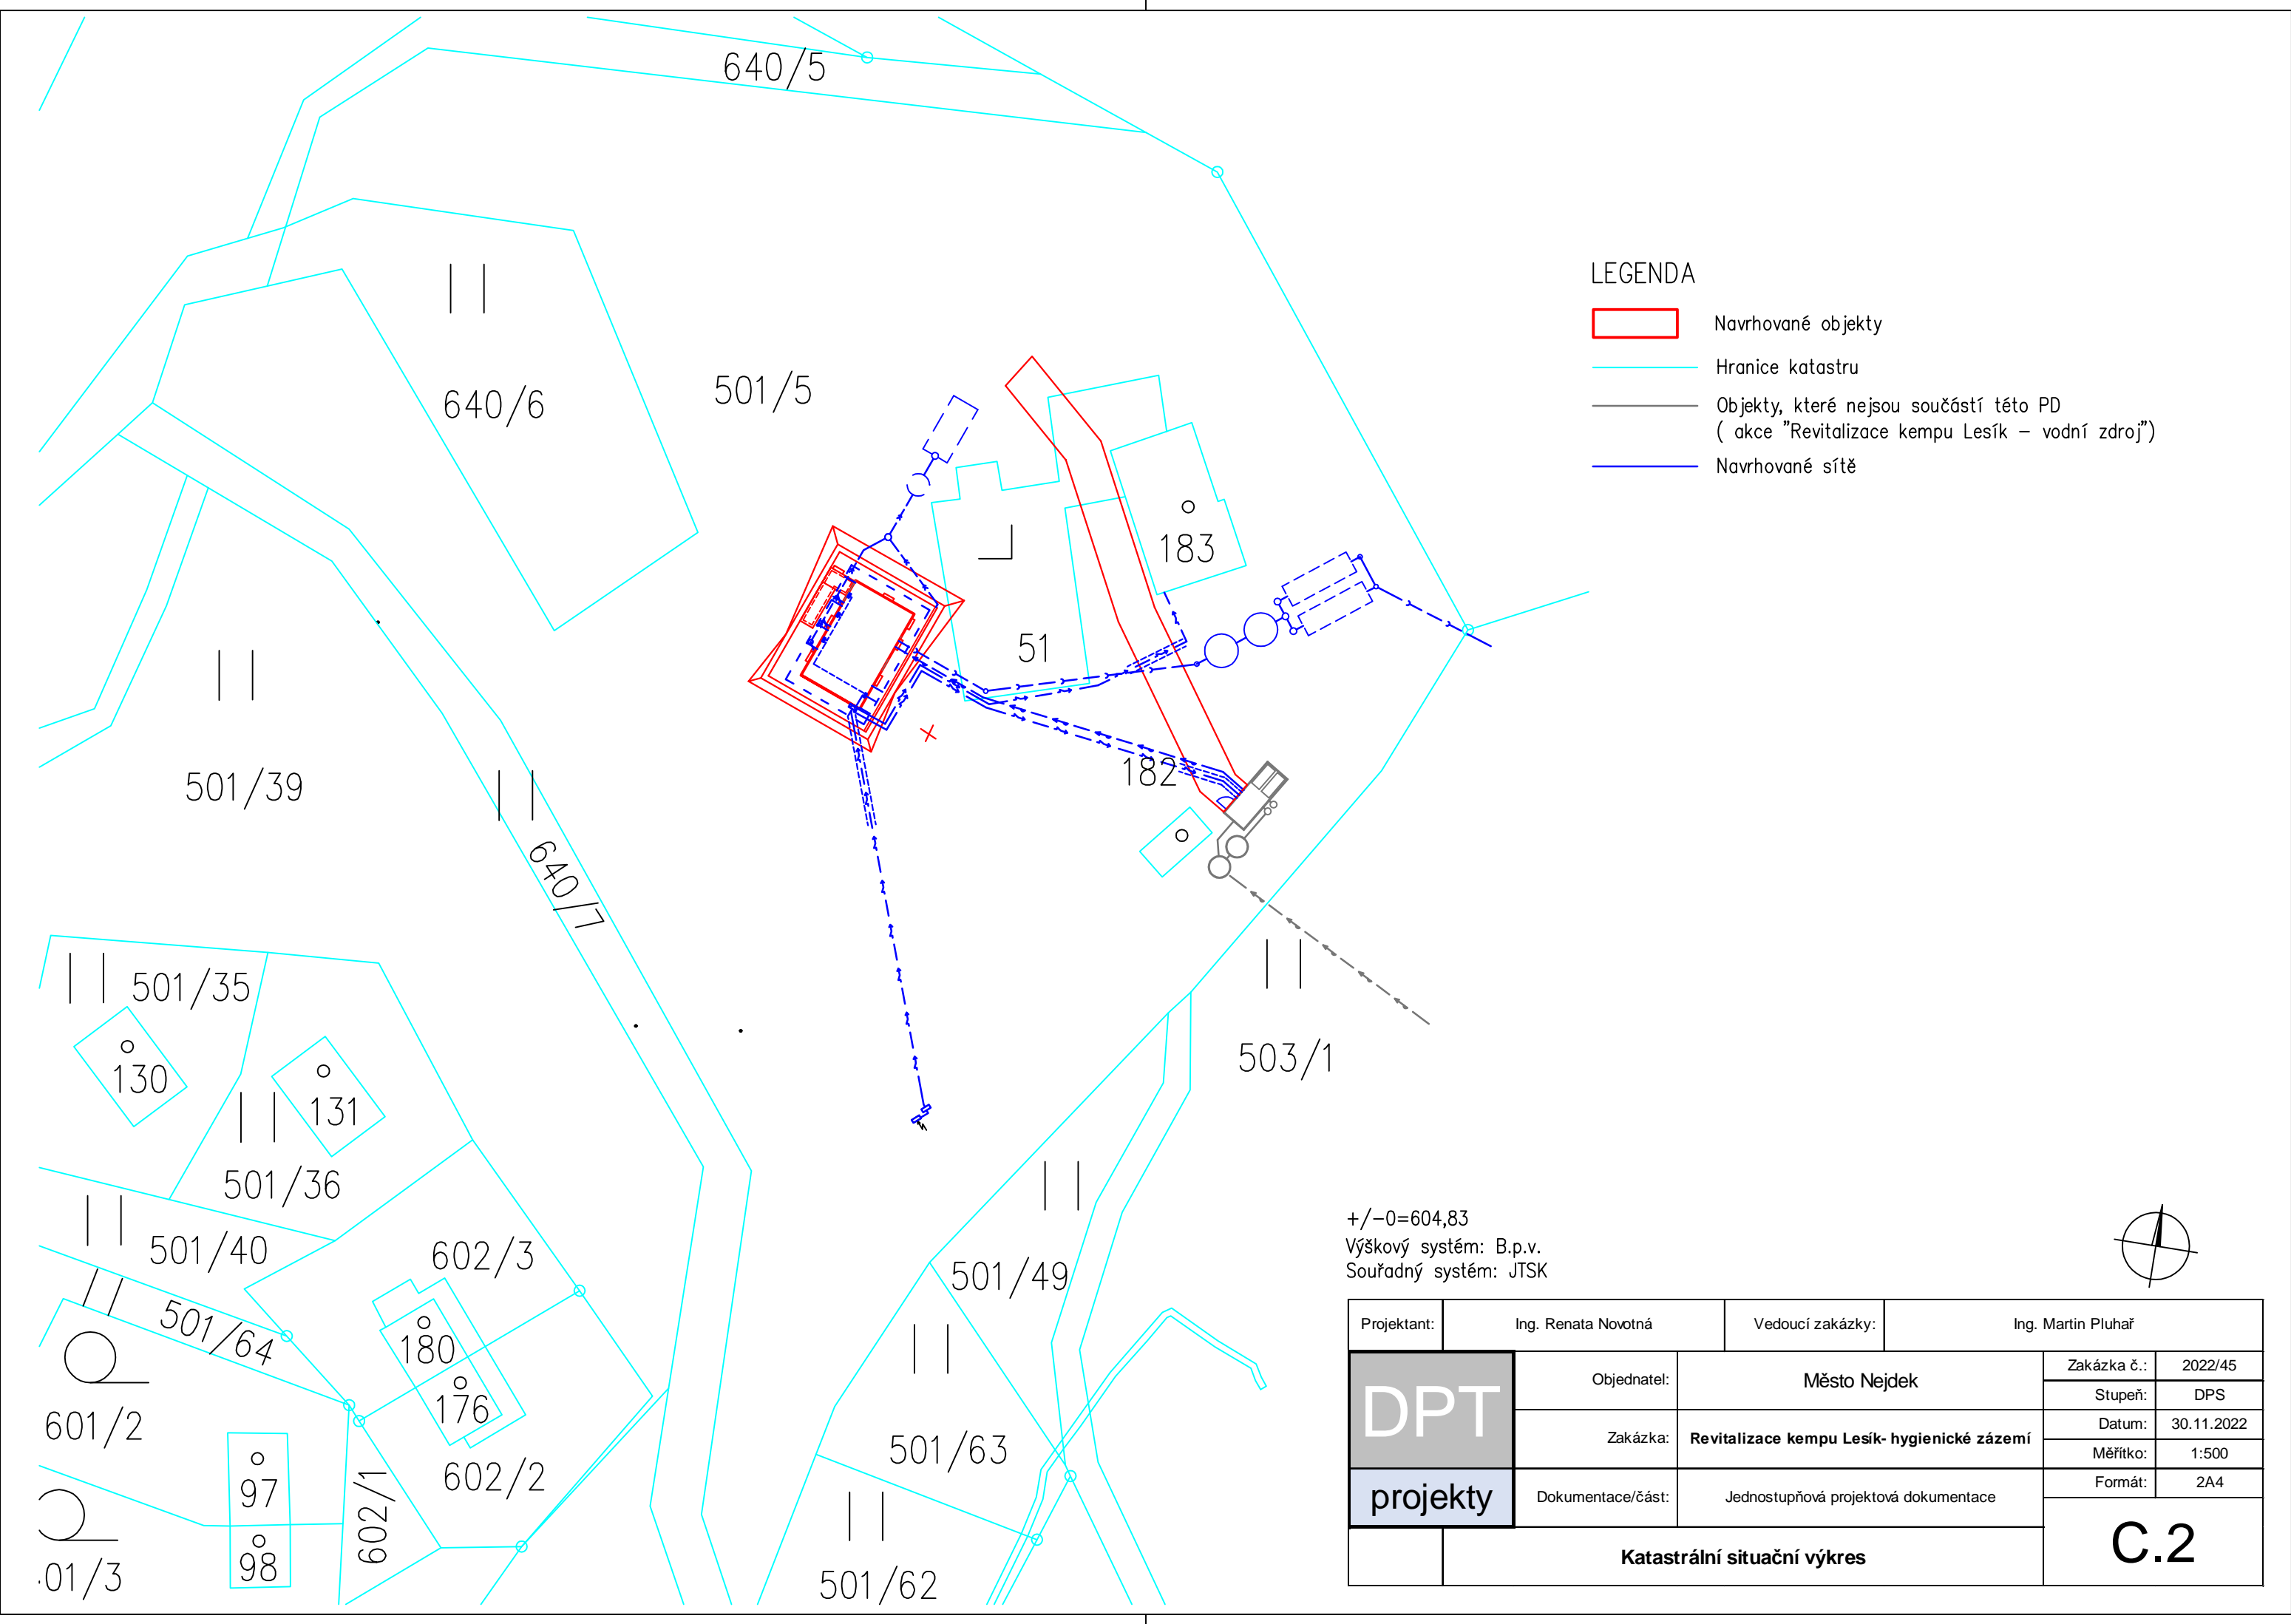 640/5
LEGENDA
Navrhované objekty
Hranice katastru
Objekty, které nejsou součástí této PD
( akce "Revitalizace kempu Lesík – vodní zdroj")
Navrhované sítě
640/6
501/5
183
51
182
501/39
640/7
501/35
130
131
503/1
501/36
501/40
602/3
501/49
501/64
180
176
601/2
501/63
97
602/1
602/2
98
01/3
501/62
+/-0=604,83
Výškový systém: B.p.v.
Souřadný systém: JTSK
Projektant: Ing. Renata Novotná Vedoucí zakázky: Ing. Martin Pluhař
DPT
projekty
Objednatel: Město Nejdek
Zakázka: Revitalizace kempu Lesík- hygienické zázemí
Dokumentace/část: Jednostupňová projektová dokumentace
Zakázka č.: 2022/45
Stupeň: DPS
Datum: 30.11.2022
Měřítko: 1:500
Formát: 2A4
Katastrální situační výkres
C.2